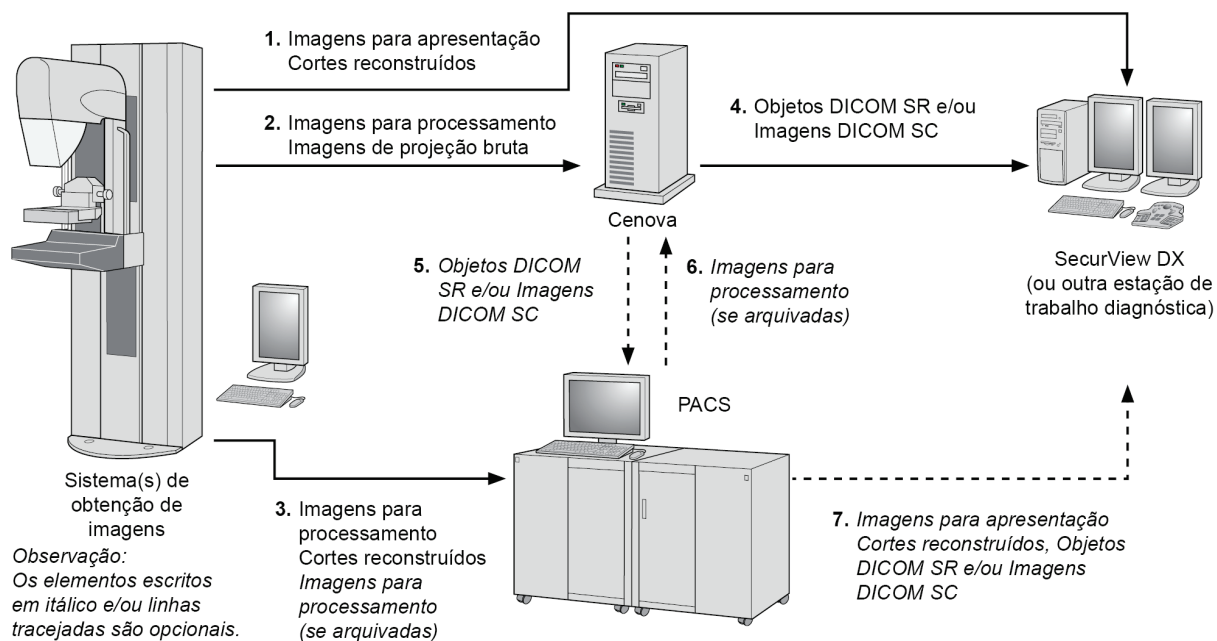 1. Imagens para apresentação
Cortes reconstruídos
2. Imagens para processamento
Imagens de projeção bruta
4. Objetos DICOM SR e/ou
Imagens DICOM SC
Cenova
5. Objetos DICOM
SR e/ou Imagens
DICOM SC
6. Imagens para
processamento
(se arquivadas)
SecurView DX
(ou outra estação de
trabalho diagnóstica)
PACS
Sistema(s) de
obtenção de
imagens
Observação:
Os elementos escritos
em itálico e/ou linhas
tracejadas são opcionais.
3. Imagens para
processamento
Cortes reconstruídos
Imagens para
processamento
(se arquivadas)
7. Imagens para apresentação
Cortes reconstruídos, Objetos
DICOM SR e/ou Imagens
DICOM SC